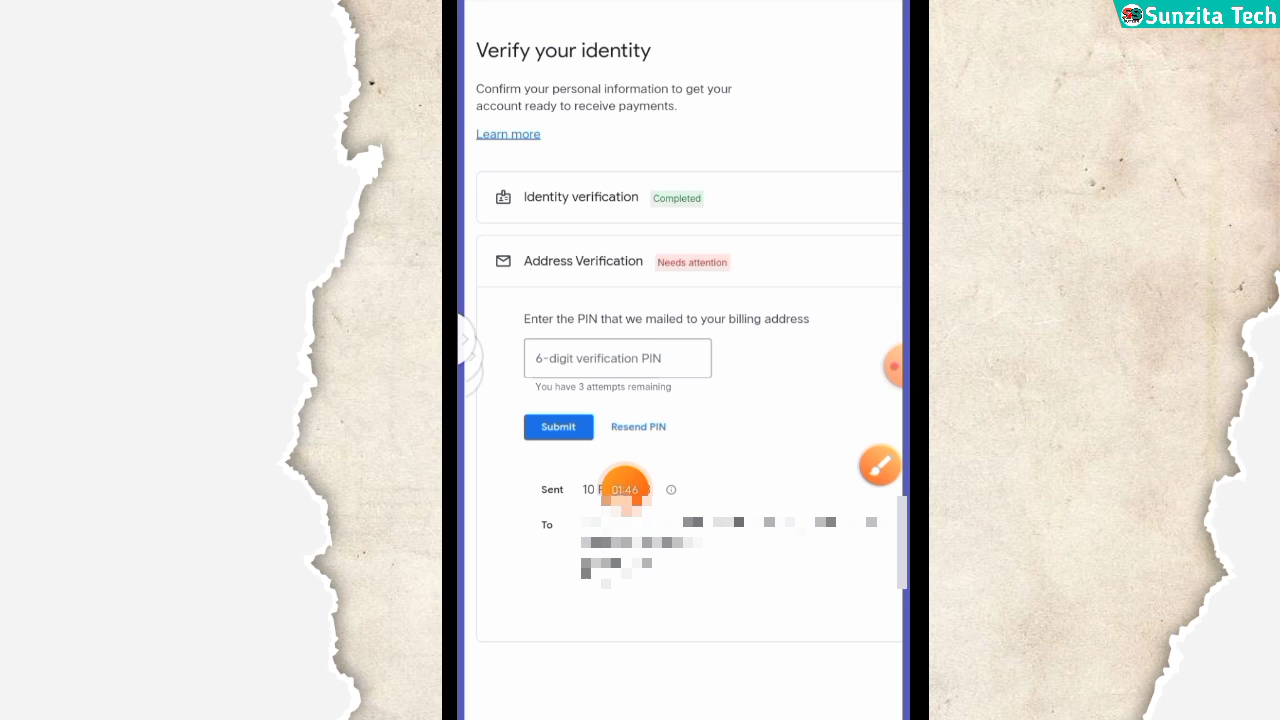 Sunzita Tech
Verify your identity
Confirm your personal information to get your
account ready to receive payments.
Learn more
Identity verification Completed
Address Verification Needs attention
Enter the PIN that we mailed to your billing address
6-digit verification PIN
You have 3 attempts remaining
Submit Resend PIN
Sent 10 01:46
To